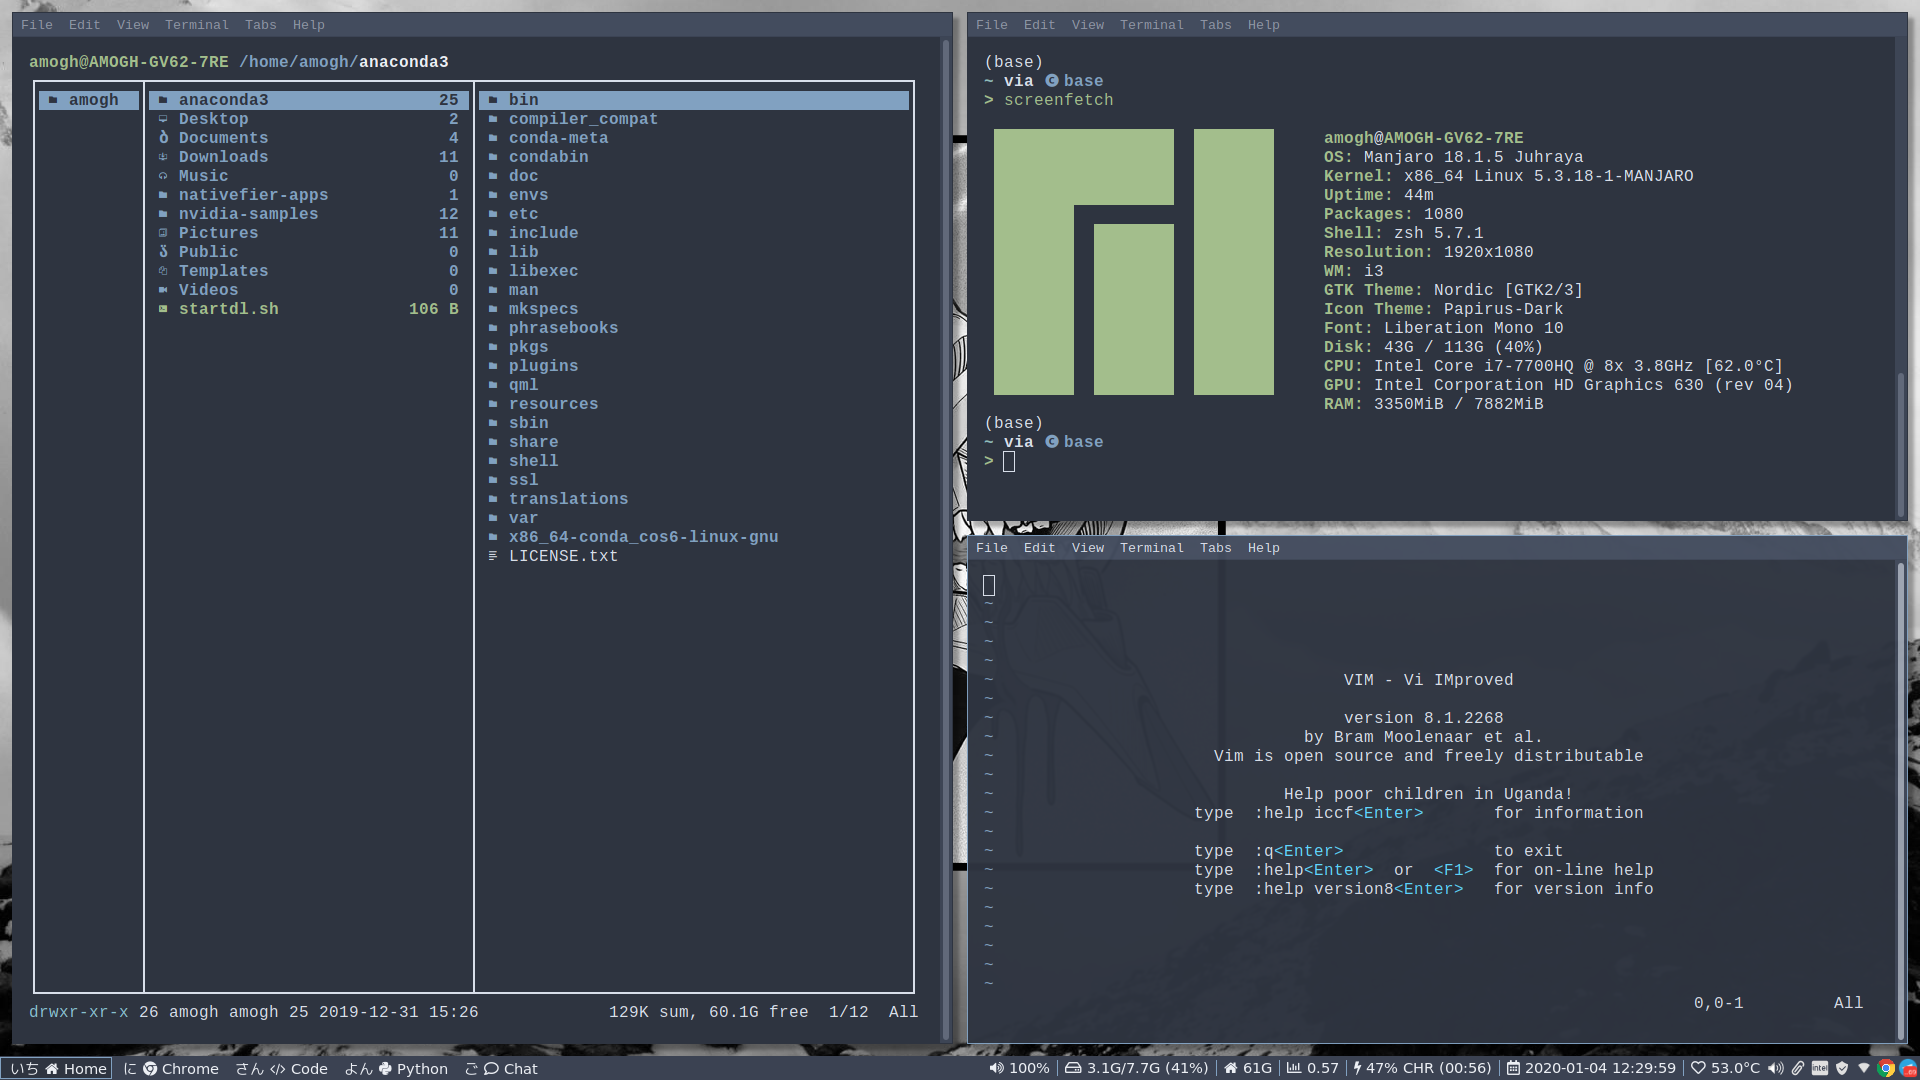 File Edit View Terminal Tabs Help
amogh@AMOGH-GV62-7RE /home/amogh/anaconda3
amogh
anaconda3 25
Desktop 2
Documents 4
Downloads 11
Music 0
nativefier-apps 1
nvidia-samples 12
Pictures 11
Public 0
Templates 0
Videos 0
startdl.sh 106 B
bin
compiler_compat
conda-meta
condabin
doc
envs
etc
include
lib
libexec
man
mkspecs
phrasebooks
pkgs
plugins
qml
resources
sbin
share
shell
ssl
translations
var
x86_64-conda_cos6-linux-gnu
LICENSE.txt
drwxr-xr-x 26 amogh amogh 25 2019-12-31 15:26 129K sum, 60.1G free 1/12 All
File Edit View Terminal Tabs Help
(base)
~ via C base
> screenfetch
amogh@AMOGH-GV62-7RE
OS: Manjaro 18.1.5 Juhraya
Kernel: x86_64 Linux 5.3.18-1-MANJARO
Uptime: 44m
Packages: 1080
Shell: zsh 5.7.1
Resolution: 1920x1080
WM: i3
GTK Theme: Nordic [GTK2/3]
Icon Theme: Papirus-Dark
Font: Liberation Mono 10
Disk: 43G / 113G (40%)
CPU: Intel Core i7-7700HQ @ 8x 3.8GHz [62.0°C]
GPU: Intel Corporation HD Graphics 630 (rev 04)
RAM: 3350MiB / 7882MiB
(base)
~ via C base
>
File Edit View Terminal Tabs Help
~
~
~
~
~ VIM - Vi IMproved
~
~ version 8.1.2268
~ by Bram Moolenaar et al.
~ Vim is open source and freely distributable
~
~ Help poor children in Uganda!
~ type :help iccf<Enter> for information
~
~ type :q<Enter> to exit
~ type :help<Enter> or <F1> for on-line help
~ type :help version8<Enter> for version info
~
~
~
~
~
0,0-1 All
いち Home に Chrome さん Code よん Python ご Chat 100% 3.1G/7.7G (41%) 61G 0.57 47% CHR (00:56) 2020-01-04 12:29:59 53.0°C intel